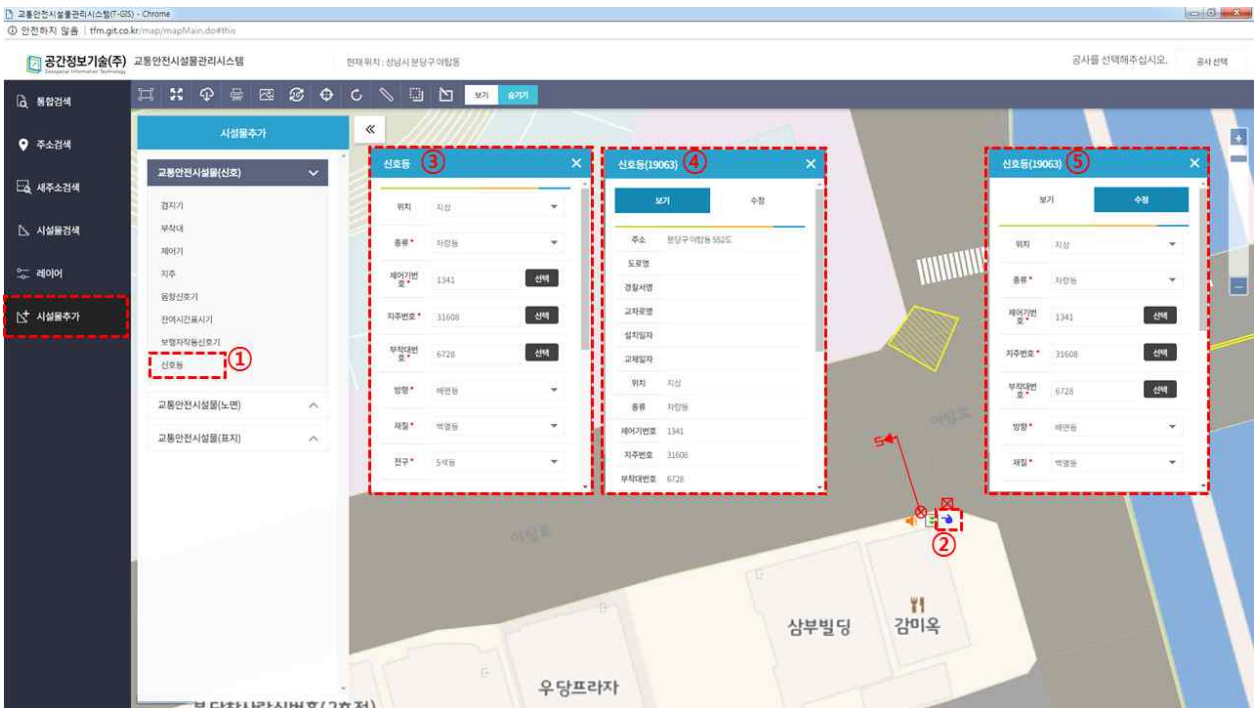 교통안전시설물관리시스템(T-GIS) - Chrome
안전하지 않음 | tfm.git.co.kr/map/mapMain.do#this
공간정보기술(주) 교통안전시설물관리시스템
Geospatial Information Technology
현재 위치 : 성남시 분당구 야탑동
공사를 선택해주십시오.
공사 선택
통합검색
주소검색
새주소검색
시설물검색
레이어
시설물추가
보기 숨기기
시설물추가
교통안전시설물(신호)
검지기
부착대
제어기
지주
음향신호기
잔여시간표시기
보행자작동신호기
신호등 ①
교통안전시설물(노면)
교통안전시설물(표지)
신호등 ③
위치 지상
종류* 차량등
제어기번호* 1341 선택
지주번호* 31608 선택
부착대번호* 6728 선택
방향* 배면등
재질* 백열등
전구* 5색등
신호등(19063) ④
보기 수정
주소 분당구 야탑동 552도
도로명
경찰서명
교차로명
설치일자
교체일자
위치 지상
종류 차량등
제어기번호 1341
지주번호 31608
부착대번호 6728
신호등(19063) ⑤
보기 수정
위치 지상
종류* 차량등
제어기번호* 1341 선택
지주번호* 31608 선택
부착대번호* 6728 선택
방향* 배면등
재질* 백열등
②
삼부빌딩
감미옥
우당프라자